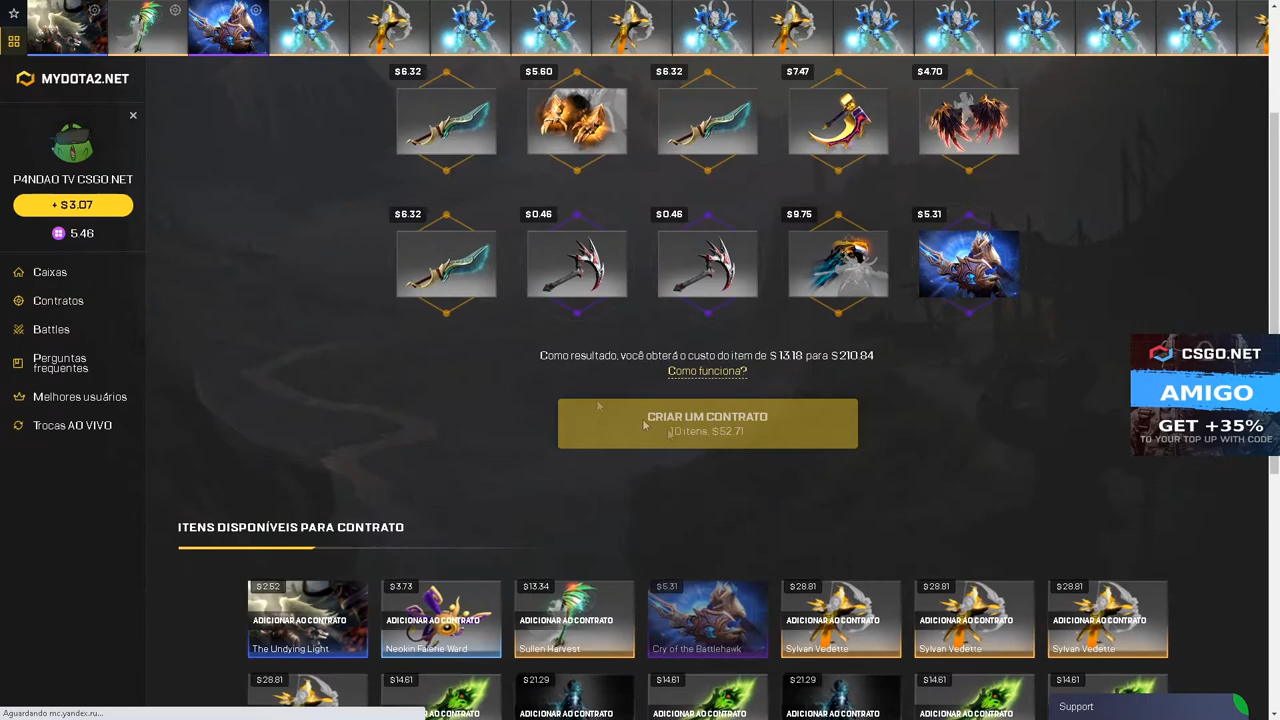 MYDOTA2.NET
P4NDAO TV CSGO NET
+ $ 3.07
5.46
Caixas
Contratos
Battles
Perguntas
frequentes
Melhores usuários
Trocas AO VIVO
$6.32
$5.60
$6.32
$7.47
$4.70
$6.32
$0.46
$0.46
$9.75
$5.31
Como resultado, você obterá o custo do item de $ 13.18 para $ 210.84
Como funciona?
CRIAR UM CONTRATO
10 itens, $52.71
CSGO.NET
AMIGO
GET +35%
TO YOUR TOP UP WITH CODE
ITENS DISPONÍVEIS PARA CONTRATO
$2.52
ADICIONAR AO CONTRATO
The Undying Light
$3.73
ADICIONAR AO CONTRATO
Neokin Faerie Ward
$13.34
ADICIONAR AO CONTRATO
Sullen Harvest
$5.31
ADICIONAR AO CONTRATO
Cry of the Battlehawk
$28.81
ADICIONAR AO CONTRATO
Sylvan Vedette
$28.81
ADICIONAR AO CONTRATO
Sylvan Vedette
$28.81
ADICIONAR AO CONTRATO
Sylvan Vedette
$28.81
$14.61
$21.29
$14.61
$21.29
$14.61
$14.61
Support
Aguardando mc.yandex.ru...